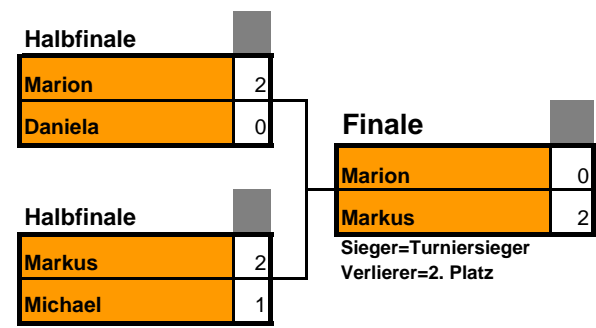 Halbfinale
Marion 2
Daniela 0
Finale
Marion 0
Markus 2
Sieger=Turniersieger
Verlierer=2. Platz
Halbfinale
Markus 2
Michael 1